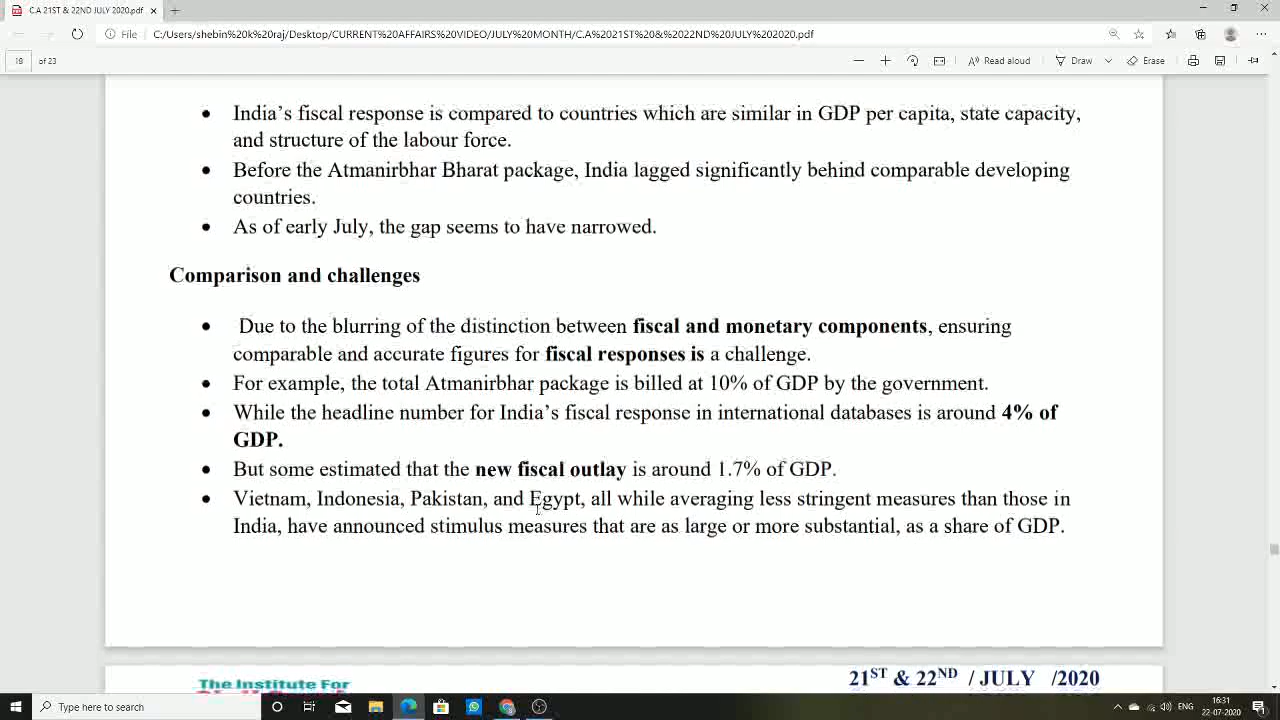 C.A 21ST & 22ND JULY 2020.pdf
File C:/Users/shebin%20k%20raj/Desktop/CURRENT%20AFFAIRS%20VIDEO/JULY%20MONTH/C.A%2021ST%20&%2022ND%20JULY%202020.pdf
19 of 23 Read aloud Draw Erase
• India's fiscal response is compared to countries which are similar in GDP per capita, state capacity,
and structure of the labour force.
• Before the Atmanirbhar Bharat package, India lagged significantly behind comparable developing
countries.
• As of early July, the gap seems to have narrowed.
Comparison and challenges
• Due to the blurring of the distinction between fiscal and monetary components, ensuring
comparable and accurate figures for fiscal responses is a challenge.
• For example, the total Atmanirbhar package is billed at 10% of GDP by the government.
• While the headline number for India's fiscal response in international databases is around 4% of
GDP.
• But some estimated that the new fiscal outlay is around 1.7% of GDP.
• Vietnam, Indonesia, Pakistan, and Egypt, all while averaging less stringent measures than those in
India, have announced stimulus measures that are as large or more substantial, as a share of GDP.
The Institute For
21ST & 22ND / JULY /2020
Type here to search
ENG
16:31
22-07-2020